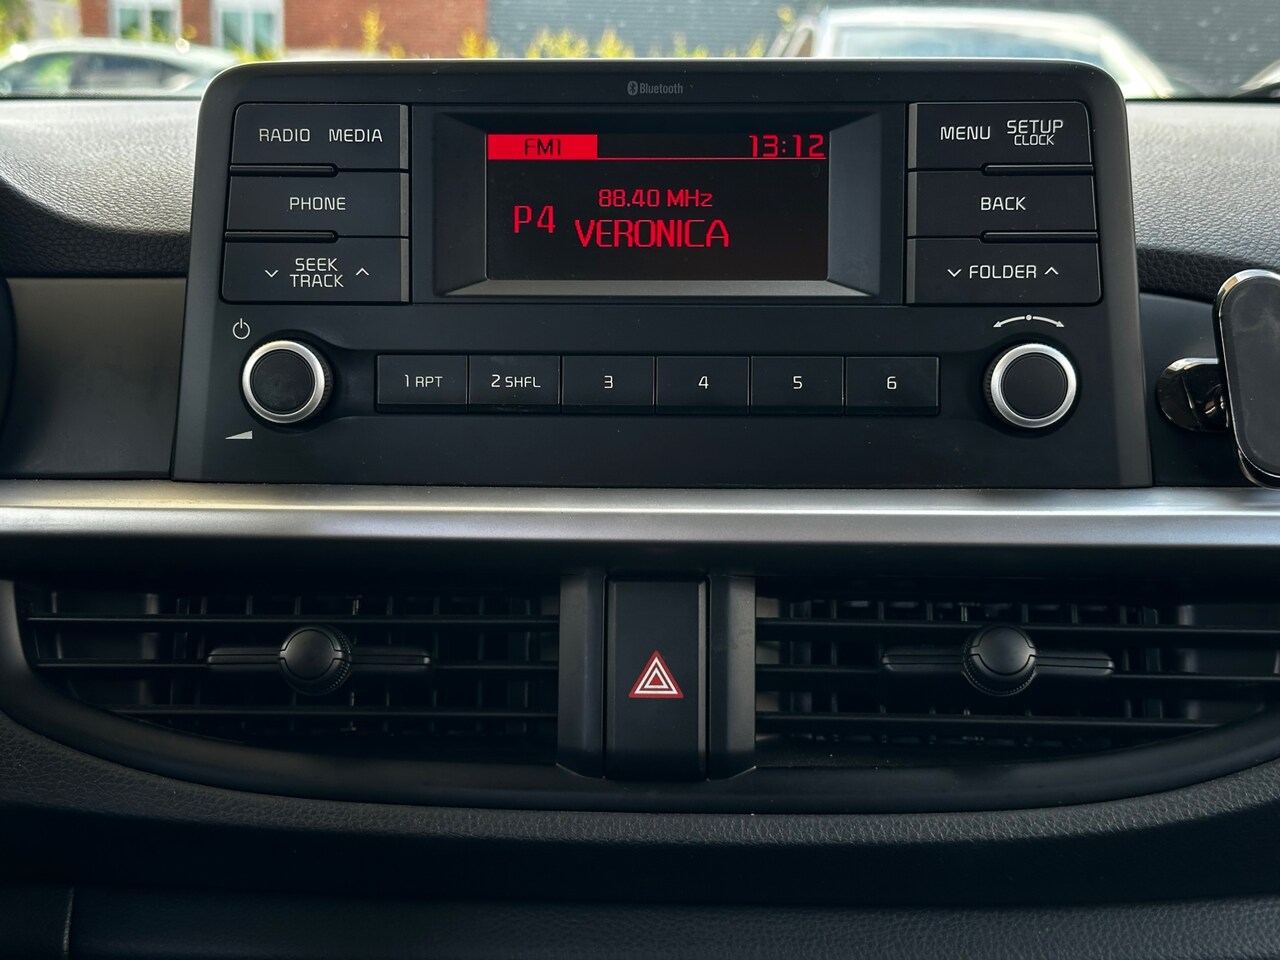 Bluetooth
RADIO MEDIA
PHONE
SEEK
TRACK
FM1 13:12
88.40 MHz
P4 VERONICA
MENU SETUP
CLOCK
BACK
FOLDER
1 RPT 2 SHFL 3 4 5 6